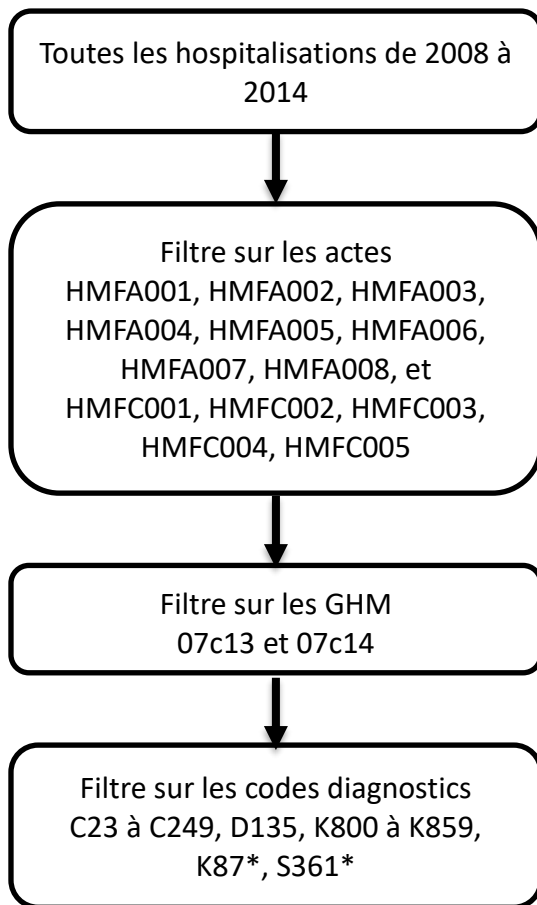 Toutes les hospitalisations de 2008 à
2014
Filtre sur les actes
HMFA001, HMFA002, HMFA003,
HMFA004, HMFA005, HMFA006,
HMFA007, HMFA008, et
HMFC001, HMFC002, HMFC003,
HMFC004, HMFC005
Filtre sur les GHM
07c13 et 07c14
Filtre sur les codes diagnostics
C23 à C249, D135, K800 à K859,
K87*, S361*